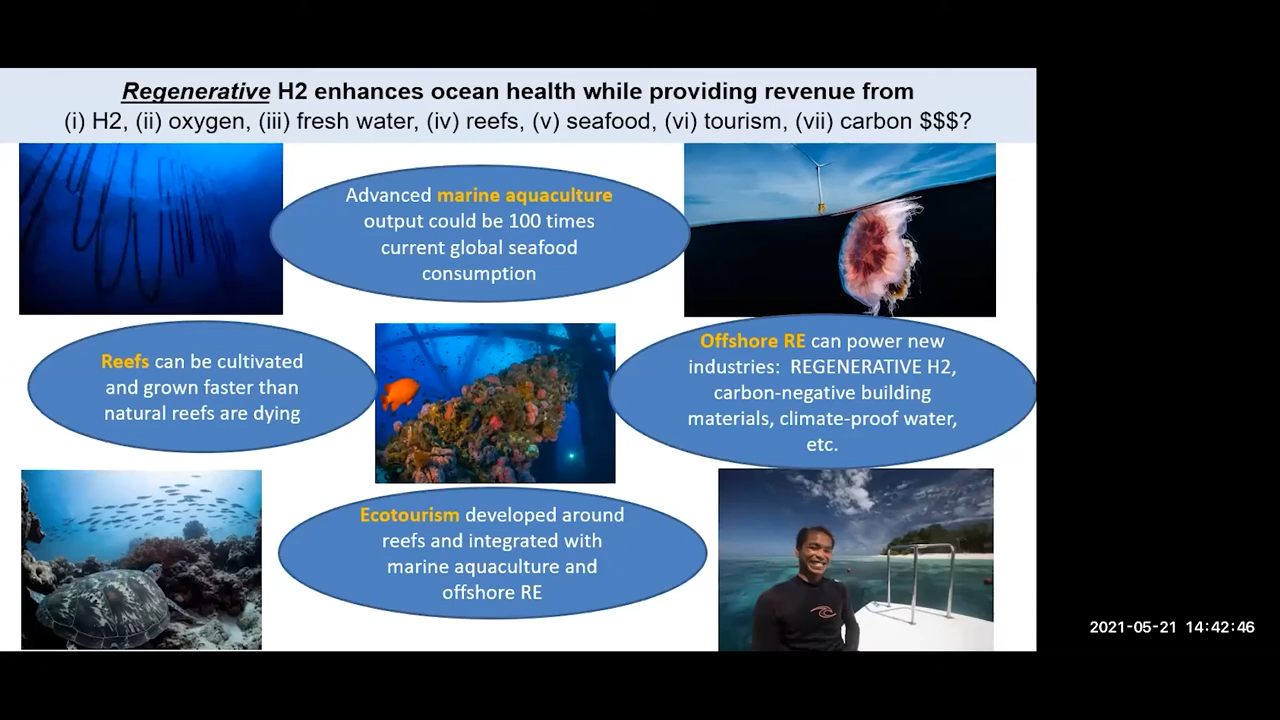 Regenerative H2 enhances ocean health while providing revenue from
(i) H2, (ii) oxygen, (iii) fresh water, (iv) reefs, (v) seafood, (vi) tourism, (vii) carbon $$$?
Advanced marine aquaculture
output could be 100 times
current global seafood
consumption
Reefs can be cultivated
and grown faster than
natural reefs are dying
Offshore RE can power new
industries: REGENERATIVE H2,
carbon-negative building
materials, climate-proof water,
etc.
Ecotourism developed around
reefs and integrated with
marine aquaculture and
offshore RE
2021-05-21 14:42:46